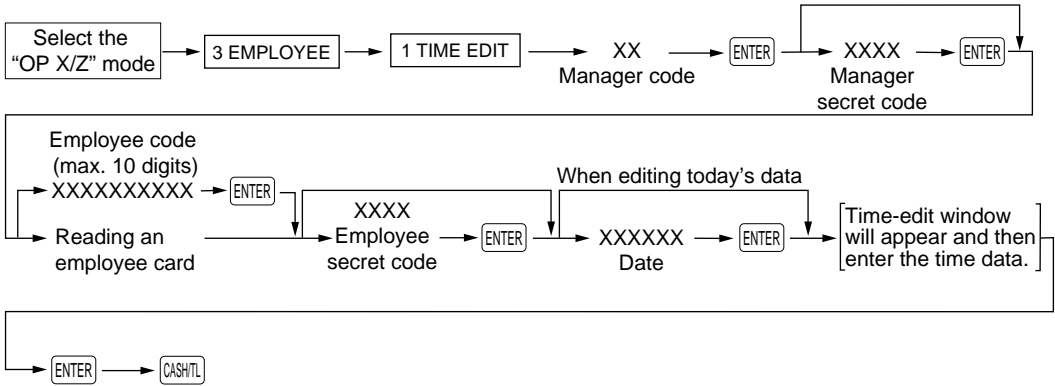 Select the
“OP X/Z” mode
3 EMPLOYEE
1 TIME EDIT
XX
Manager code
ENTER
XXXX
Manager
secret code
ENTER
Employee code
(max. 10 digits)
XXXXXXXXXX
ENTER
Reading an
employee card
XXXX
Employee
secret code
ENTER
When editing today’s data
XXXXXX
Date
ENTER
Time-edit window
will appear and then
enter the time data.
ENTER
CASH/TL